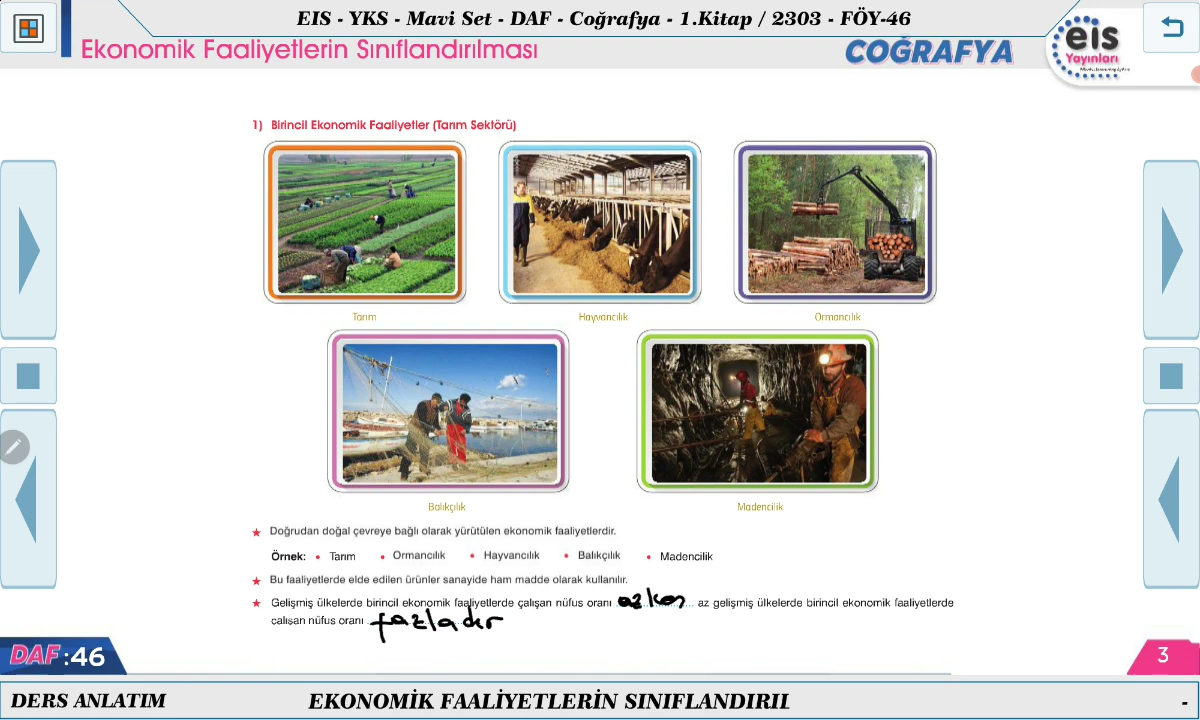 EIS - YKS - Mavi Set - DAF - Coğrafya - 1.Kitap / 2303 - FÖY-46
Ekonomik Faaliyetlerin Sınıflandırılması
COĞRAFYA
eis
Yayınları
1) Birincil Ekonomik Faaliyetler (Tarım Sektörü)
Tarım Hayvancılık Ormancılık
Balıkçılık Madencilik
★ Doğrudan doğal çevreye bağlı olarak yürütülen ekonomik faaliyetlerdir.
Örnek: • Tarım • Ormancılık • Hayvancılık • Balıkçılık • Madencilik
★ Bu faaliyetlerde elde edilen ürünler sanayide ham madde olarak kullanılır.
★ Gelişmiş ülkelerde birincil ekonomik faaliyetlerde çalışan nüfus oranı azken az gelişmiş ülkelerde birincil ekonomik faaliyetlerde
çalışan nüfus oranı fazladır
DAF :46
3
DERS ANLATIM EKONOMİK FAALİYETLERİN SINIFLANDIRII -